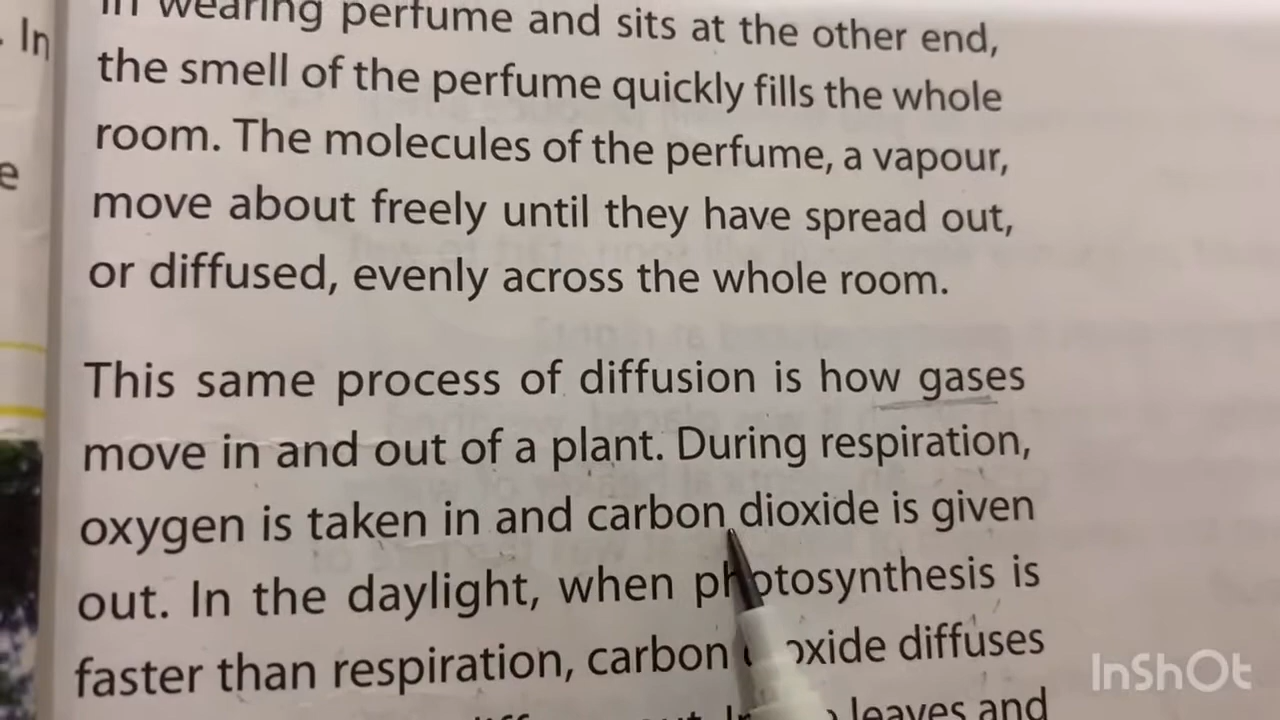 . In
e
in wearing perfume and sits at the other end,
the smell of the perfume quickly fills the whole
room. The molecules of the perfume, a vapour,
move about freely until they have spread out,
or diffused, evenly across the whole room.
This same process of diffusion is how gases
move in and out of a plant. During respiration,
oxygen is taken in and carbon dioxide is given
out. In the daylight, when photosynthesis is
faster than respiration, carbon dioxide diffuses
leaves and
InShOt